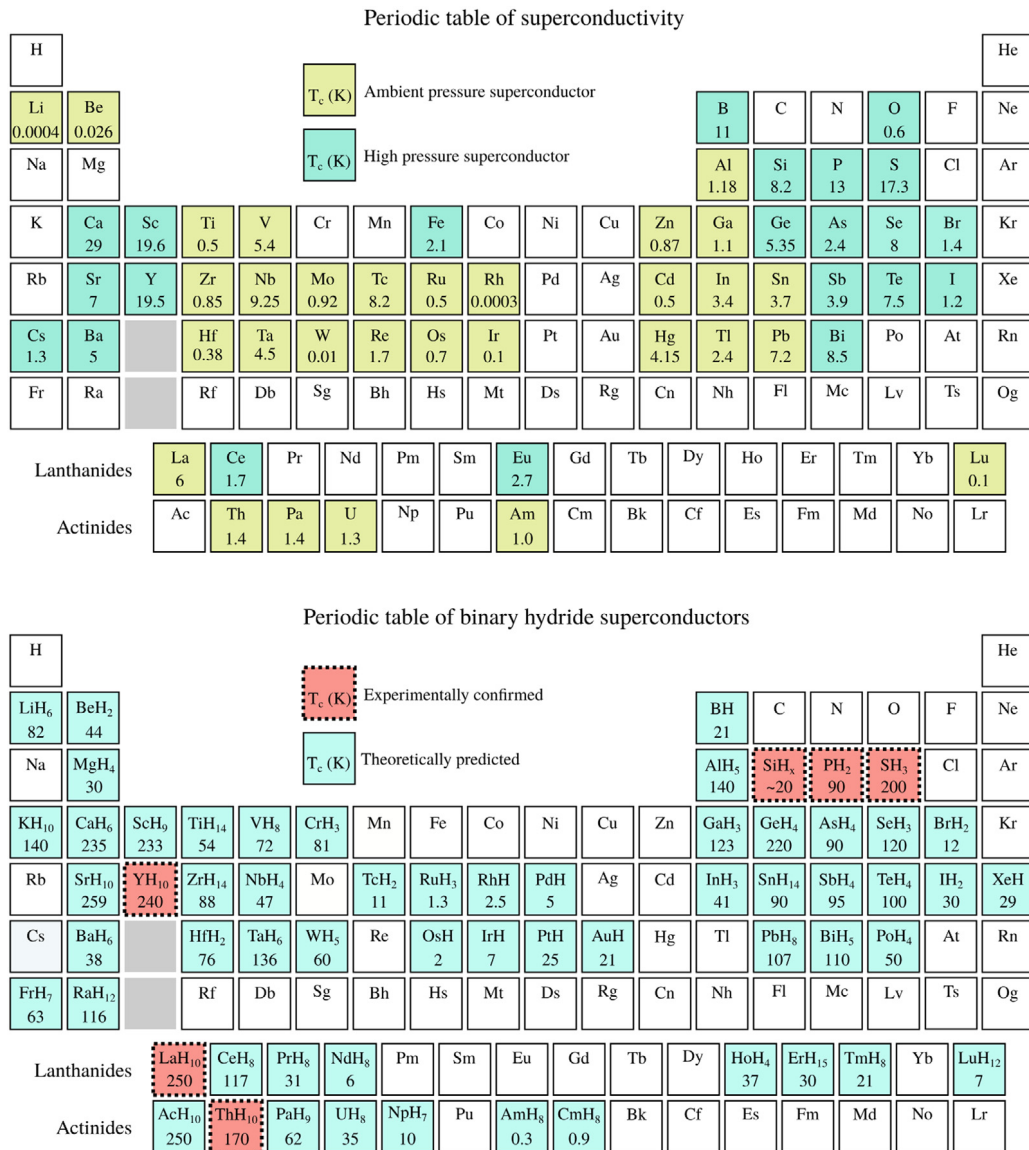 Periodic table of superconductivity
H He
T_c (K) Ambient pressure superconductor
Li Be B C N O F Ne
0.0004 0.026 11 0.6
T_c (K) High pressure superconductor
Na Mg Al Si P S Cl Ar
1.18 8.2 13 17.3
K Ca Sc Ti V Cr Mn Fe Co Ni Cu Zn Ga Ge As Se Br Kr
29 19.6 0.5 5.4 2.1 0.87 1.1 5.35 2.4 8 1.4
Rb Sr Y Zr Nb Mo Tc Ru Rh Pd Ag Cd In Sn Sb Te I Xe
7 19.5 0.85 9.25 0.92 8.2 0.5 0.0003 0.5 3.4 3.7 3.9 7.5 1.2
Cs Ba Hf Ta W Re Os Ir Pt Au Hg Tl Pb Bi Po At Rn
1.3 5 0.38 4.5 0.01 1.7 0.7 0.1 4.15 2.4 7.2 8.5
Fr Ra Rf Db Sg Bh Hs Mt Ds Rg Cn Nh Fl Mc Lv Ts Og
Lanthanides La Ce Pr Nd Pm Sm Eu Gd Tb Dy Ho Er Tm Yb Lu
6 1.7 2.7 0.1
Actinides Ac Th Pa U Np Pu Am Cm Bk Cf Es Fm Md No Lr
1.4 1.4 1.3 1.0
Periodic table of binary hydride superconductors
H He
T_c (K) Experimentally confirmed
LiH₆ BeH₂ BH C N O F Ne
82 44 21
T_c (K) Theoretically predicted
Na MgH₄ AlH₅ SiHₓ PH₂ SH₃ Cl Ar
30 140 ~20 90 200
KH₁₀ CaH₆ ScH₉ TiH₁₄ VH₈ CrH₃ Mn Fe Co Ni Cu Zn GaH₃ GeH₄ AsH₄ SeH₃ BrH₂ Kr
140 235 233 54 72 81 123 220 90 120 12
Rb SrH₁₀ YH₁₀ ZrH₁₄ NbH₄ Mo TcH₂ RuH₃ RhH PdH Ag Cd InH₃ SnH₁₄ SbH₄ TeH₄ IH₂ XeH
259 240 88 47 11 1.3 2.5 5 41 90 95 100 30 29
Cs BaH₆ HfH₂ TaH₆ WH₅ Re OsH IrH PtH AuH Hg Tl PbH₈ BiH₅ PoH₄ At Rn
38 76 136 60 2 7 25 21 107 110 50
FrH₇ RaH₁₂ Rf Db Sg Bh Hs Mt Ds Rg Cn Nh Fl Mc Lv Ts Og
63 116
Lanthanides LaH₁₀ CeH₈ PrH₈ NdH₈ Pm Sm Eu Gd Tb Dy HoH₄ ErH₁₅ TmH₈ Yb LuH₁₂
250 117 31 6 37 30 21 7
Actinides AcH₁₀ ThH₁₀ PaH₉ UH₈ NpH₇ Pu AmH₈ CmH₈ Bk Cf Es Fm Md No Lr
250 170 62 35 10 0.3 0.9